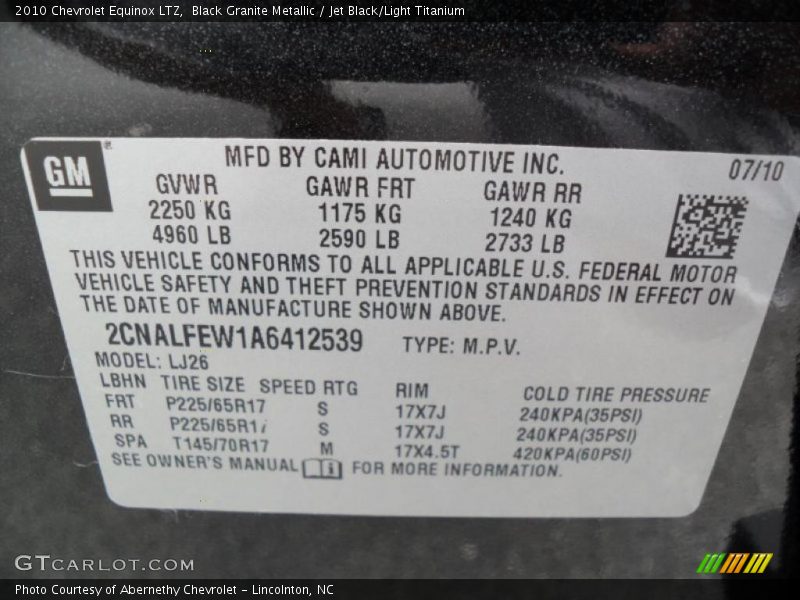 2010 Chevrolet Equinox LTZ, Black Granite Metallic / Jet Black/Light Titanium
GM
®
MFD BY CAMI AUTOMOTIVE INC.
07/10
GVWR GAWR FRT GAWR RR
2250 KG 1175 KG 1240 KG
4960 LB 2590 LB 2733 LB
THIS VEHICLE CONFORMS TO ALL APPLICABLE U.S. FEDERAL MOTOR
VEHICLE SAFETY AND THEFT PREVENTION STANDARDS IN EFFECT ON
THE DATE OF MANUFACTURE SHOWN ABOVE.
2CNALFEW1A6412539 TYPE: M.P.V.
MODEL: LJ26
LBHN TIRE SIZE SPEED RTG RIM COLD TIRE PRESSURE
FRT P225/65R17 S 17X7J 240KPA(35PSI)
RR P225/65R17 S 17X7J 240KPA(35PSI)
SPA T145/70R17 M 17X4.5T 420KPA(60PSI)
SEE OWNER'S MANUAL FOR MORE INFORMATION.
GTCARLOT.COM
Photo Courtesy of Abernethy Chevrolet – Lincolnton, NC